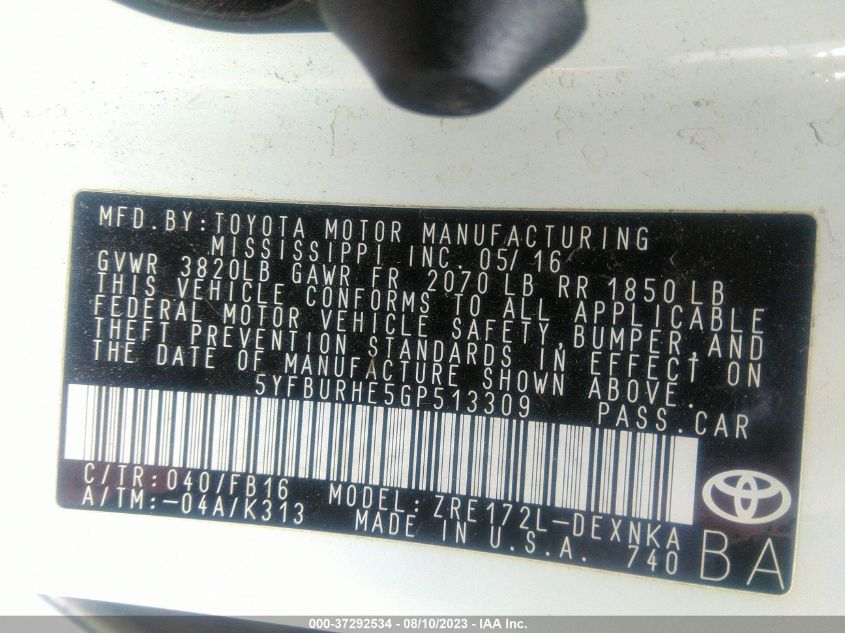 MFD. BY: TOYOTA MOTOR MANUFACTURING
MISSISSIPPI INC. 05/16
GVWR 3820LB GAWR FR 2070 LB RR 1850 LB
THIS VEHICLE CONFORMS TO ALL APPLICABLE
FEDERAL MOTOR VEHICLE SAFETY, BUMPER, AND
THEFT PREVENTION STANDARDS IN EFFECT ON
THE DATE OF MANUFACTURE SHOWN ABOVE.
5YFBURHE5GP513309 PASS. CAR
C/TR: 040/FB16 MODEL: ZRE172L-DEXNKA
A/TM:-04A/K313 MADE IN U.S.A. 740
BA
000-37292534 - 08/10/2023 - IAA Inc.